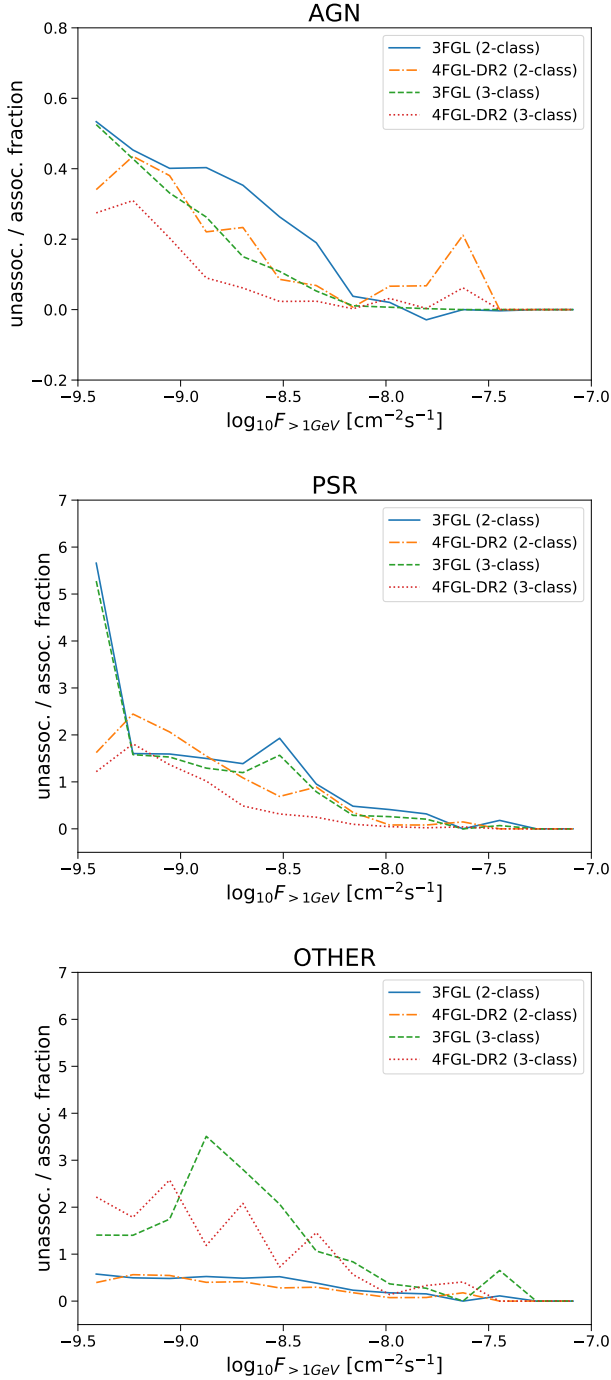 AGN
0.8
0.6
0.4
0.2
0.0
−0.2
unassoc. / assoc. fraction
3FGL (2-class)
4FGL-DR2 (2-class)
3FGL (3-class)
4FGL-DR2 (3-class)
−9.5 −9.0 −8.5 −8.0 −7.5 −7.0
log₁₀F>1GeV [cm⁻²s⁻¹]
PSR
7
6
5
4
3
2
1
0
unassoc. / assoc. fraction
3FGL (2-class)
4FGL-DR2 (2-class)
3FGL (3-class)
4FGL-DR2 (3-class)
−9.5 −9.0 −8.5 −8.0 −7.5 −7.0
log₁₀F>1GeV [cm⁻²s⁻¹]
OTHER
7
6
5
4
3
2
1
0
unassoc. / assoc. fraction
3FGL (2-class)
4FGL-DR2 (2-class)
3FGL (3-class)
4FGL-DR2 (3-class)
−9.5 −9.0 −8.5 −8.0 −7.5 −7.0
log₁₀F>1GeV [cm⁻²s⁻¹]